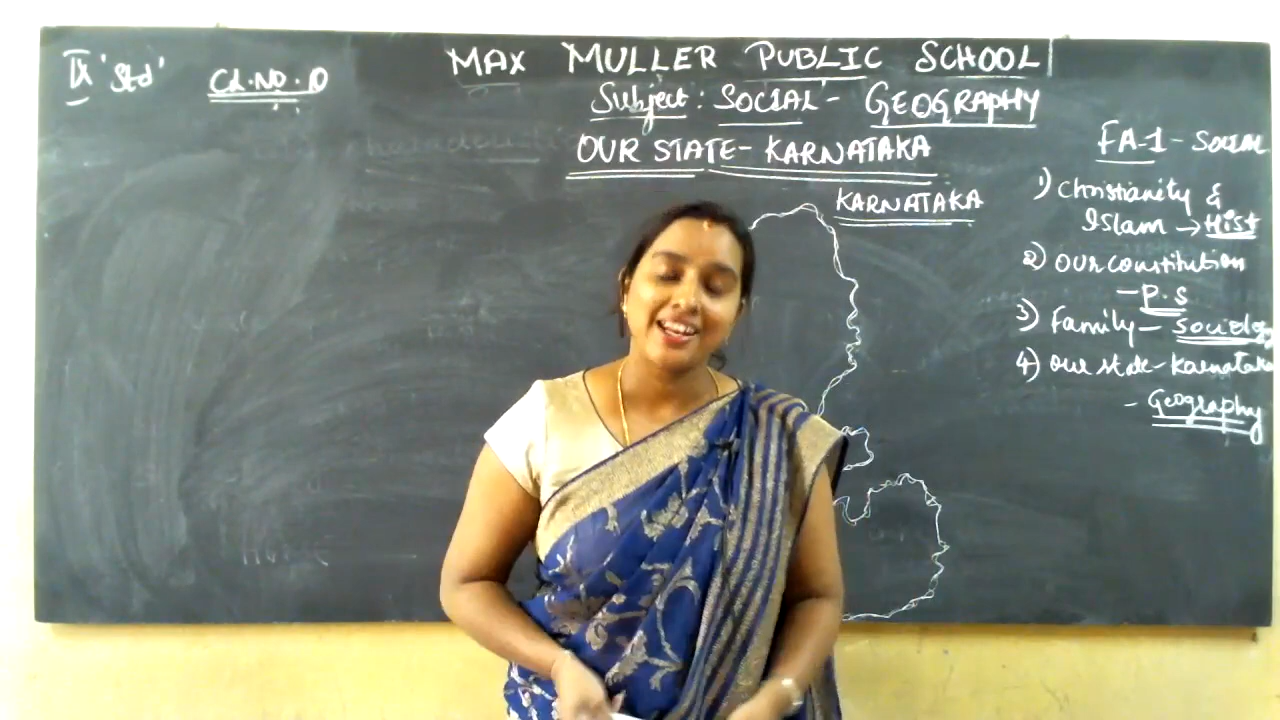 IX 'Std'
Cl.NO.10
MAX MULLER PUBLIC SCHOOL
Subject: SOCIAL - GEOGRAPHY
OUR STATE - KARNATAKA
KARNATAKA
FA-1 - SOCIAL
1) Christianity &
Islam → Hist
2) OUR constitution
- P.S
3) Family - Sociology
4) Our state - Karnataka
- Geography